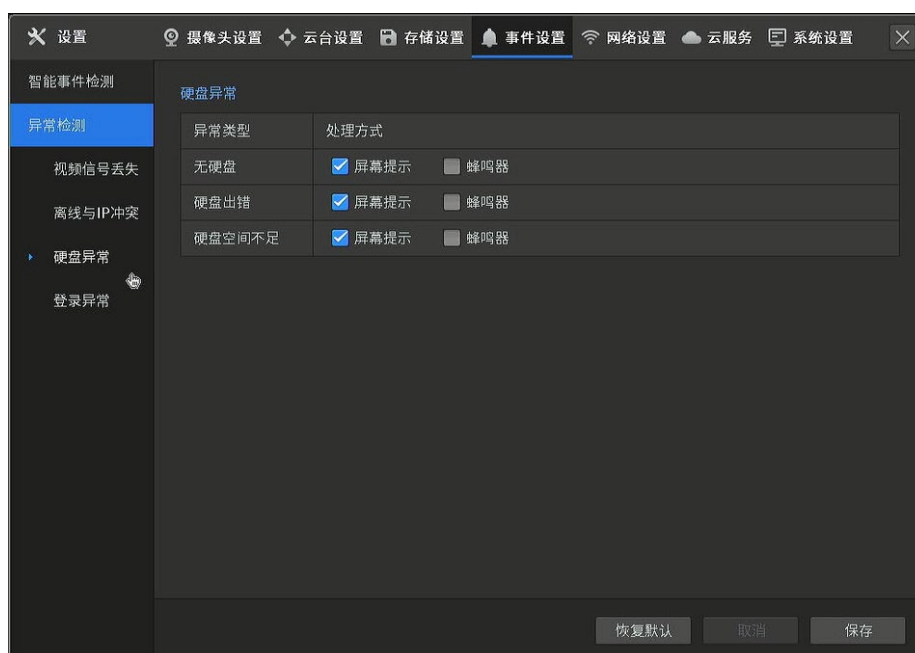 设置 摄像头设置 云台设置 存储设置 事件设置 网络设置 云服务 系统设置
智能事件检测
硬盘异常
异常检测
异常类型 处理方式
视频信号丢失
无硬盘 屏幕提示 蜂鸣器
硬盘出错 屏幕提示 蜂鸣器
离线与IP冲突
硬盘空间不足 屏幕提示 蜂鸣器
硬盘异常
登录异常
恢复默认 取消 保存